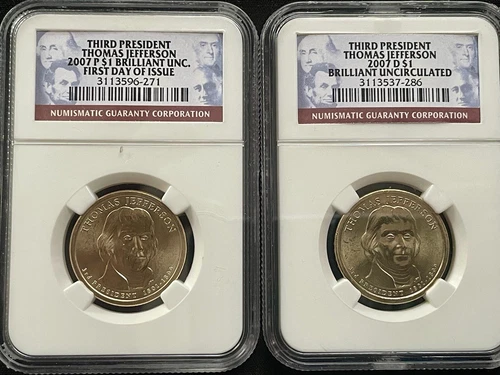 THIRD PRESIDENT
THOMAS JEFFERSON
2007 P $1 BRILLIANT UNC.
FIRST DAY OF ISSUE
3113596-271
NUMISMATIC GUARANTY CORPORATION
THOMAS JEFFERSON
3rd PRESIDENT 1801-1809
THIRD PRESIDENT
THOMAS JEFFERSON
2007 D $1
BRILLIANT UNCIRCULATED
3113537-286
NUMISMATIC GUARANTY CORPORATION
THOMAS JEFFERSON
PRESIDENT